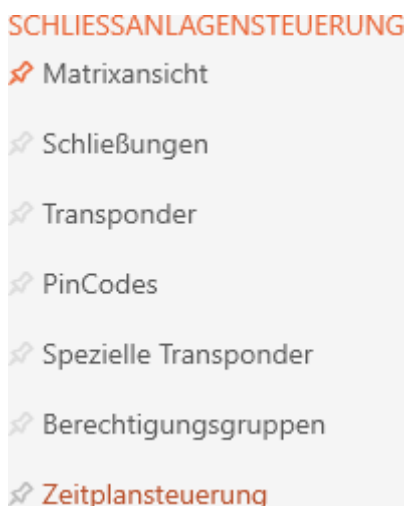 SCHLIESSANLAGENSTEUERUNG
Matrixansicht
Schließungen
Transponder
PinCodes
Spezielle Transponder
Berechtigungsgruppen
Zeitplansteuerung